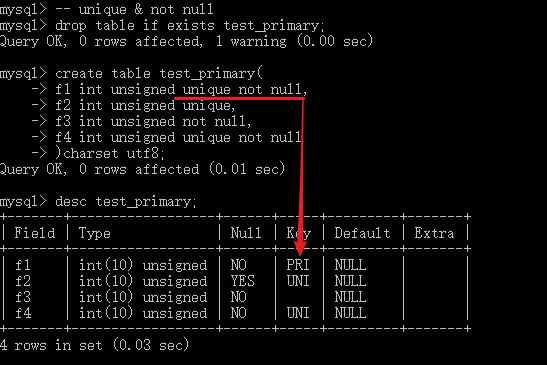 mysql> -- unique & not null
mysql> drop table if exists test_primary;
Query OK, 0 rows affected, 1 warning (0.00 sec)
mysql> create table test_primary(
    -> f1 int unsigned unique not null,
    -> f2 int unsigned unique,
    -> f3 int unsigned not null,
    -> f4 int unsigned unique not null
    -> )charset utf8;
Query OK, 0 rows affected (0.01 sec)
mysql> desc test_primary;
+-------+------------------+------+-----+---------+-------+
| Field | Type             | Null | Key | Default | Extra |
+-------+------------------+------+-----+---------+-------+
| f1    | int(10) unsigned | NO   | PRI | NULL    |       |
| f2    | int(10) unsigned | YES  | UNI | NULL    |       |
| f3    | int(10) unsigned | NO   |     | NULL    |       |
| f4    | int(10) unsigned | NO   | UNI | NULL    |       |
+-------+------------------+------+-----+---------+-------+
4 rows in set (0.03 sec)